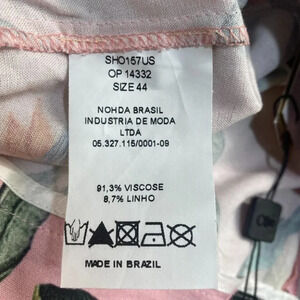 SHO157US
OP 14332
SIZE 44
NOHDA BRASIL
INDUSTRIA DE MODA
LTDA
05.327.115/0001-09
91,3% VISCOSE
8,7% LINHO
MADE IN BRAZIL